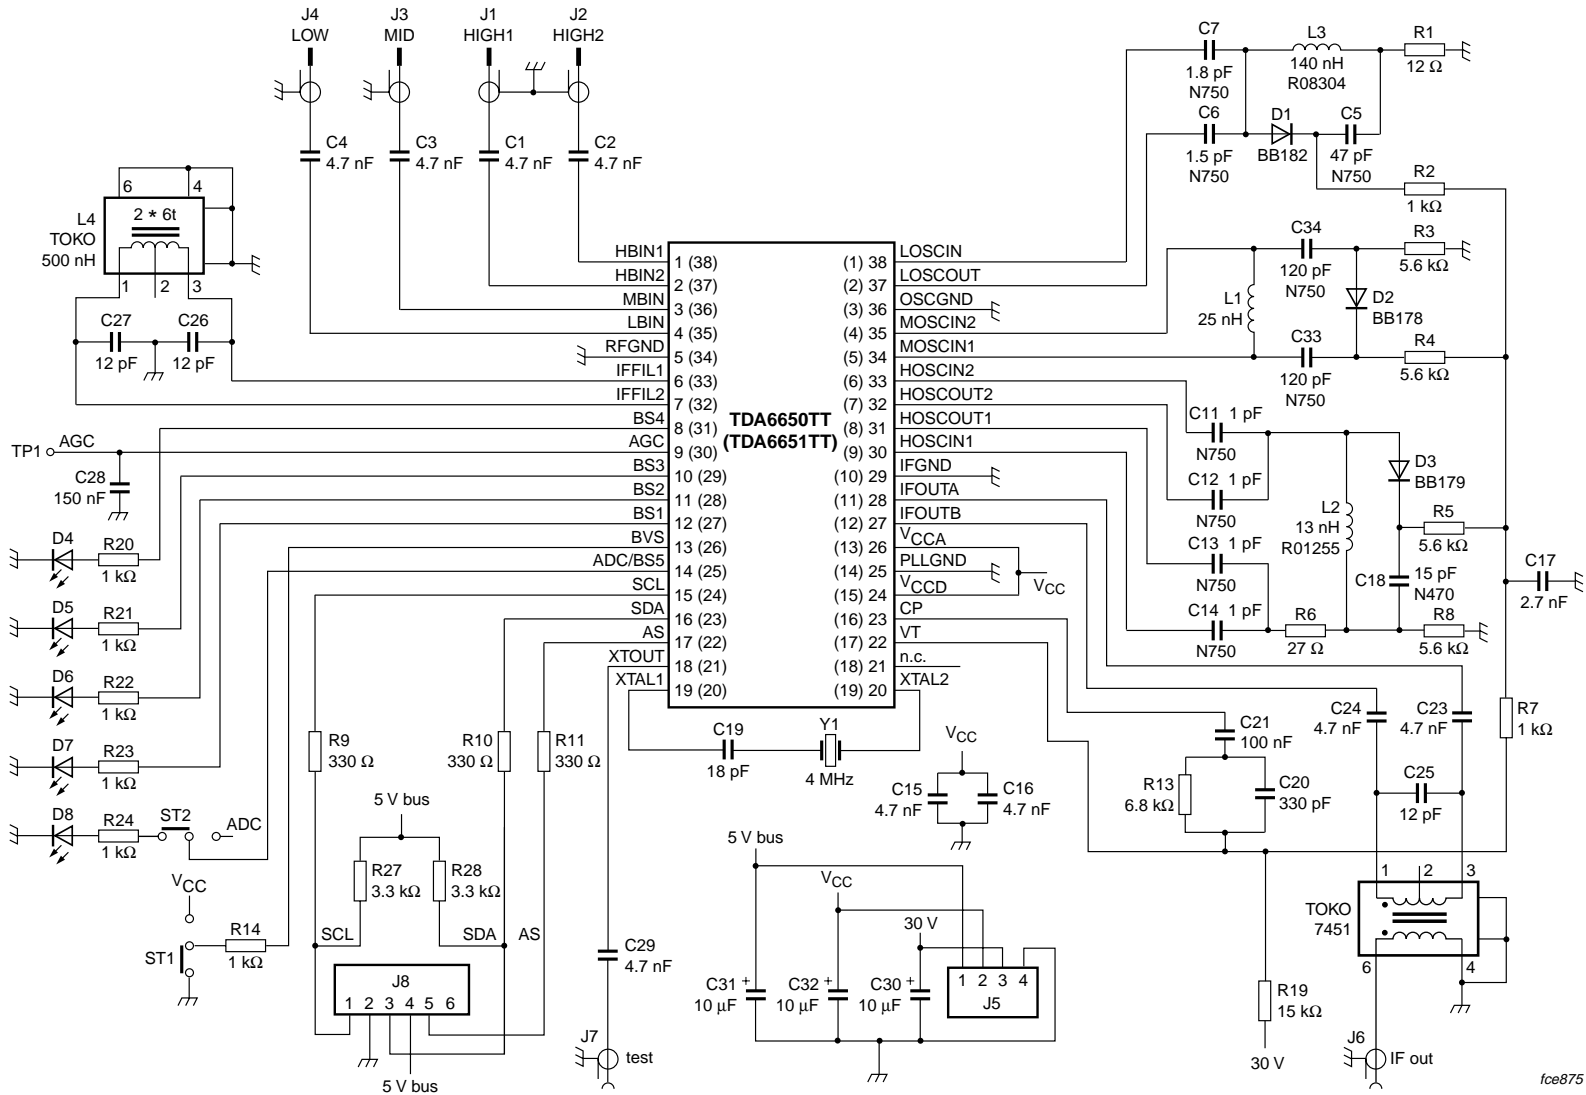 J4
LOW
J3
MID
J1
HIGH1
J2
HIGH2
C4
4.7 nF
C3
4.7 nF
C1
4.7 nF
C2
4.7 nF
C7
1.8 pF
N750
L3
140 nH
R08304
R1
12 Ω
C6
1.5 pF
N750
D1
BB182
C5
47 pF
N750
R2
1 kΩ
6
4
2 * 6t
L4
TOKO
500 nH
1
2
3
C27
12 pF
C26
12 pF
HBIN1
1 (38)
HBIN2
2 (37)
MBIN
3 (36)
LBIN
4 (35)
RFGND
5 (34)
IFFIL1
6 (33)
IFFIL2
7 (32)
BS4
8 (31)
AGC
9 (30)
BS3
10 (29)
BS2
11 (28)
BS1
12 (27)
BVS
13 (26)
ADC/BS5
14 (25)
SCL
15 (24)
SDA
16 (23)
AS
17 (22)
XTOUT
18 (21)
XTAL1
19 (20)
TDA6650TT
(TDA6651TT)
LOSCIN
(1) 38
LOSCOUT
(2) 37
OSCGND
(3) 36
MOSCIN2
(4) 35
MOSCIN1
(5) 34
HOSCIN2
(6) 33
HOSCOUT2
(7) 32
HOSCOUT1
(8) 31
HOSCIN1
(9) 30
IFGND
(10) 29
IFOUTA
(11) 28
IFOUTB
(12) 27
VCCA
(13) 26
PLLGND
(14) 25
VCCD
(15) 24
CP
(16) 23
VT
(17) 22
n.c.
(18) 21
XTAL2
(19) 20
VCC
C34
120 pF
N750
R3
5.6 kΩ
L1
25 nH
D2
BB178
C33
120 pF
N750
R4
5.6 kΩ
C11 1 pF
N750
C12 1 pF
N750
C13 1 pF
N750
C14 1 pF
N750
D3
BB179
L2
13 nH
R01255
R5
5.6 kΩ
C18
15 pF
N470
R6
27 Ω
R8
5.6 kΩ
C17
2.7 nF
TP1
AGC
C28
150 nF
D4
R20
1 kΩ
D5
R21
1 kΩ
D6
R22
1 kΩ
D7
R23
1 kΩ
D8
R24
1 kΩ
ST2
ADC
VCC
ST1
R14
1 kΩ
R9
330 Ω
R10
330 Ω
R11
330 Ω
5 V bus
R27
3.3 kΩ
R28
3.3 kΩ
SCL
SDA
AS
J8
1 2 3 4 5 6
5 V bus
C19
18 pF
Y1
4 MHz
C29
4.7 nF
J7
test
VCC
C15
4.7 nF
C16
4.7 nF
5 V bus
VCC
30 V
C31
10 µF
+
C32
10 µF
+
C30
10 µF
+
1 2 3 4
J5
C21
100 nF
R13
6.8 kΩ
C20
330 pF
R19
15 kΩ
30 V
C24
4.7 nF
C23
4.7 nF
R7
1 kΩ
C25
12 pF
1
2
3
TOKO
7451
6
4
J6
IF out
fce875